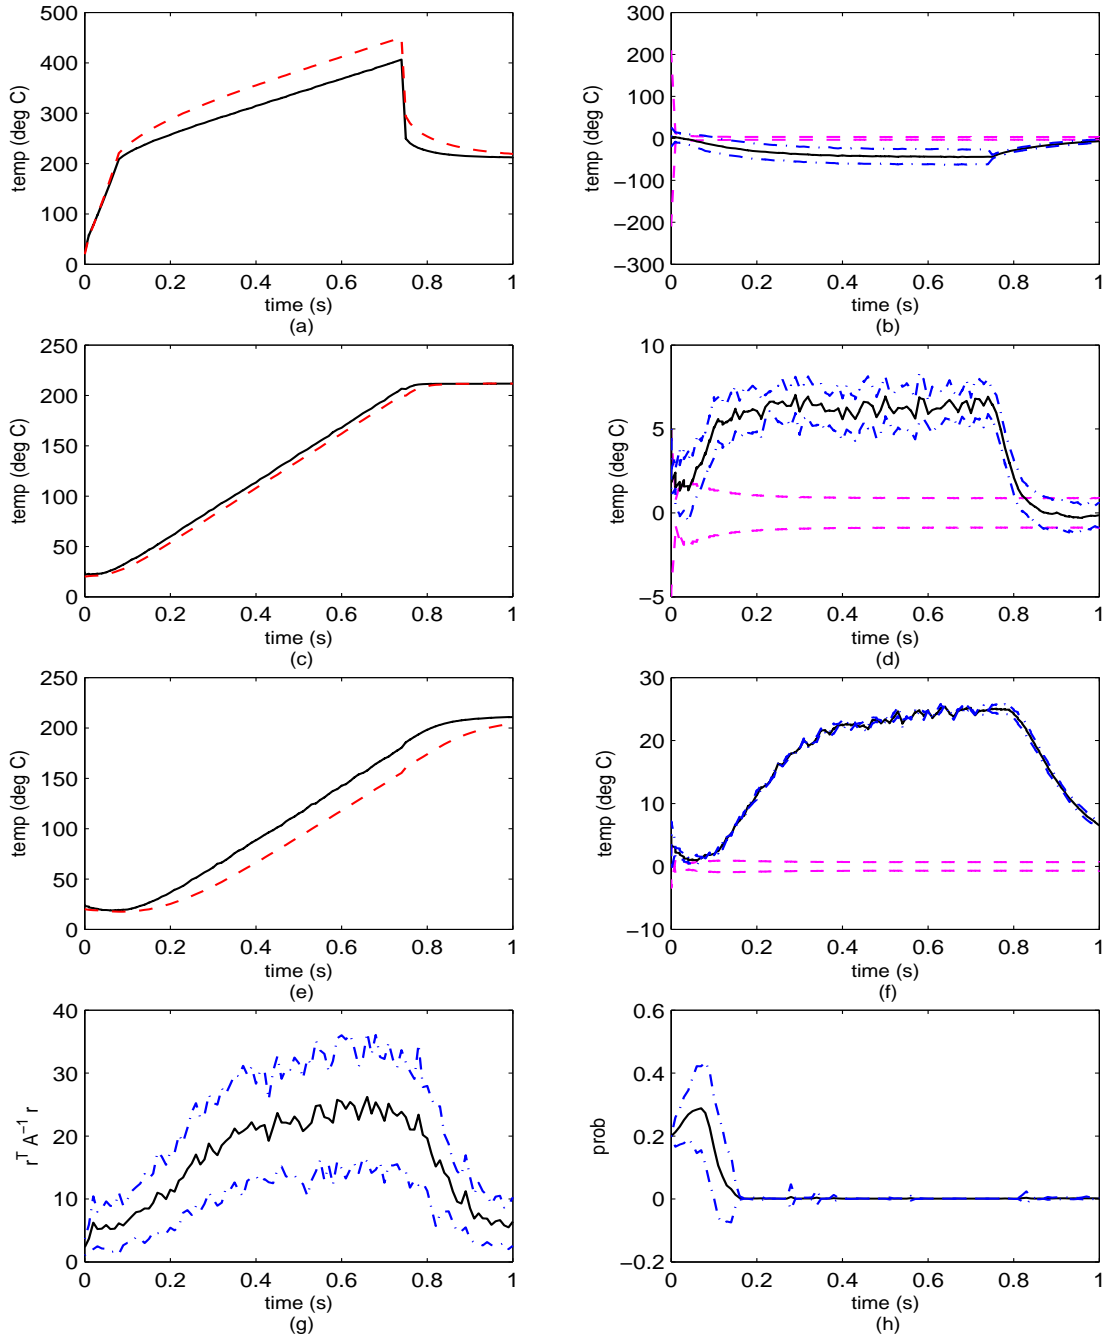 500
400
300
200
100
0
temp (deg C)
0 0.2 0.4 0.6 0.8 1
time (s)
(a)
300
200
100
0
−100
−200
−300
temp (deg C)
0 0.2 0.4 0.6 0.8 1
time (s)
(b)
250
200
150
100
50
0
temp (deg C)
0 0.2 0.4 0.6 0.8 1
time (s)
(c)
10
5
0
−5
temp (deg C)
0 0.2 0.4 0.6 0.8 1
time (s)
(d)
250
200
150
100
50
0
temp (deg C)
0 0.2 0.4 0.6 0.8 1
time (s)
(e)
30
20
10
0
−10
temp (deg C)
0 0.2 0.4 0.6 0.8 1
time (s)
(f)
40
30
20
10
0
r^T A^−1 r
0 0.2 0.4 0.6 0.8 1
time (s)
(g)
0.6
0.4
0.2
0
−0.2
prob
0 0.2 0.4 0.6 0.8 1
time (s)
(h)